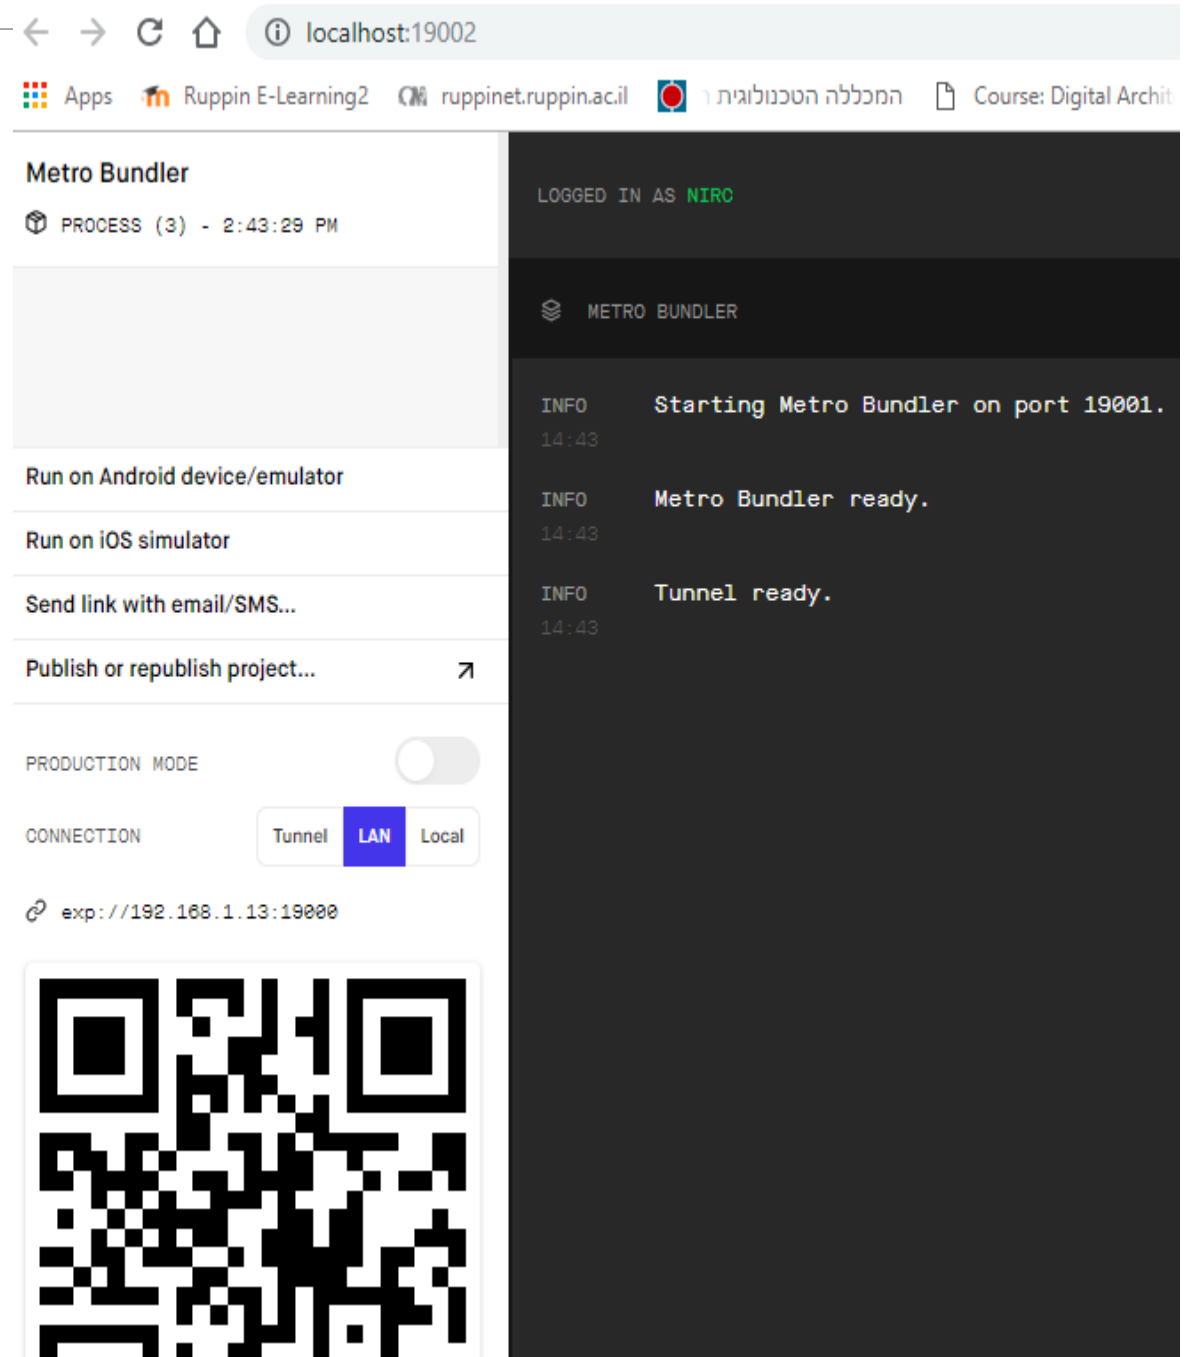 localhost:19002
Apps Ruppin E-Learning2 ruppinet.ruppin.ac.il המכללה הטכנולוגית Course: Digital Archit
Metro Bundler
PROCESS (3) - 2:43:29 PM
Run on Android device/emulator
Run on iOS simulator
Send link with email/SMS...
Publish or republish project...
PRODUCTION MODE
CONNECTION Tunnel LAN Local
exp://192.168.1.13:19000
LOGGED IN AS NIRC
METRO BUNDLER
INFO Starting Metro Bundler on port 19001.
14:43
INFO Metro Bundler ready.
14:43
INFO Tunnel ready.
14:43